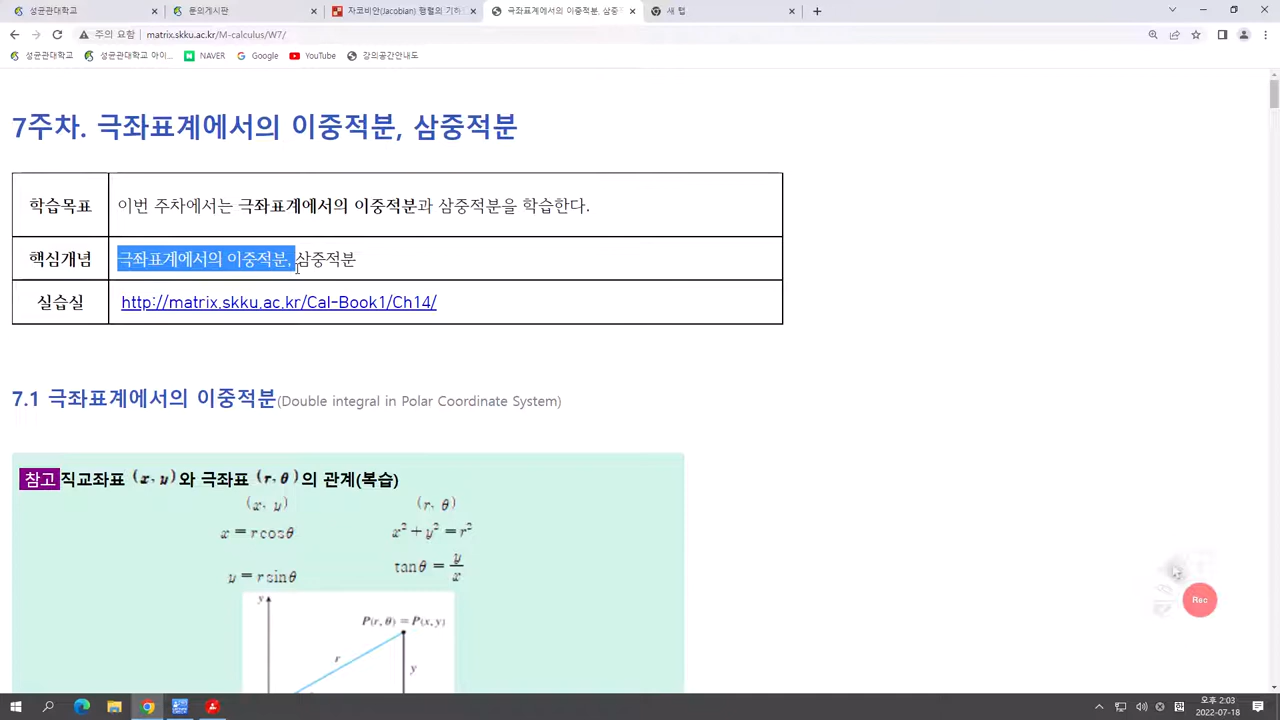 성균관대학교
문의게시판
자코비안(Jacobian) 행렬의 기하
극좌표계에서의 이중적분, 삼중
새 탭
주의 요함
matrix.skku.ac.kr/M-calculus/W7/
성균관대학교
성균관대학교 아이...
NAVER
Google
YouTube
강의공간안내도
7주차. 극좌표계에서의 이중적분, 삼중적분
학습목표
이번 주차에서는 극좌표계에서의 이중적분과 삼중적분을 학습한다.
핵심개념
극좌표계에서의 이중적분, 삼중적분
실습실
http://matrix.skku.ac.kr/Cal-Book1/Ch14/
7.1 극좌표계에서의 이중적분(Double integral in Polar Coordinate System)
참고 직교좌표 (x, y)와 극좌표 (r, θ)의 관계(복습)
(x, y) (r, θ)
x = r cosθ x² + y² = r²
y = r sinθ tanθ = y/x
y
P(r, θ) = P(x, y)
r
y
Rec
오후 2:03
2022-07-18